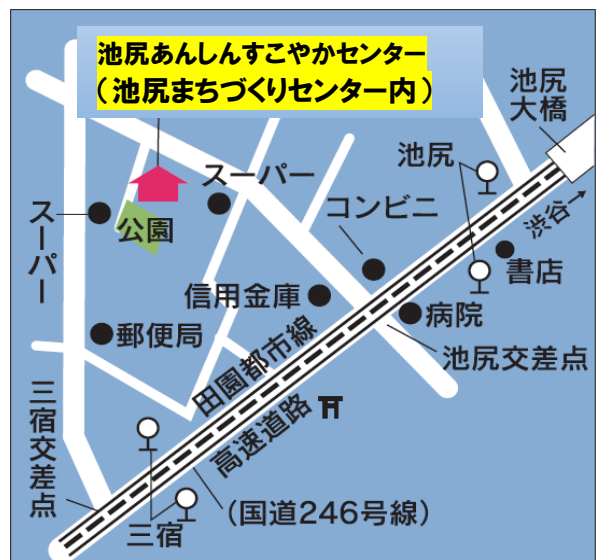 池尻あんしんすこやかセンター
（池尻まちづくりセンター内）
池尻
大橋
池尻
スーパー
コンビニ
スーパー
公園
渋谷→
書店
信用金庫
病院
郵便局
池尻交差点
田園都市線
高速道路
三宿交差点
（国道246号線）
三宿